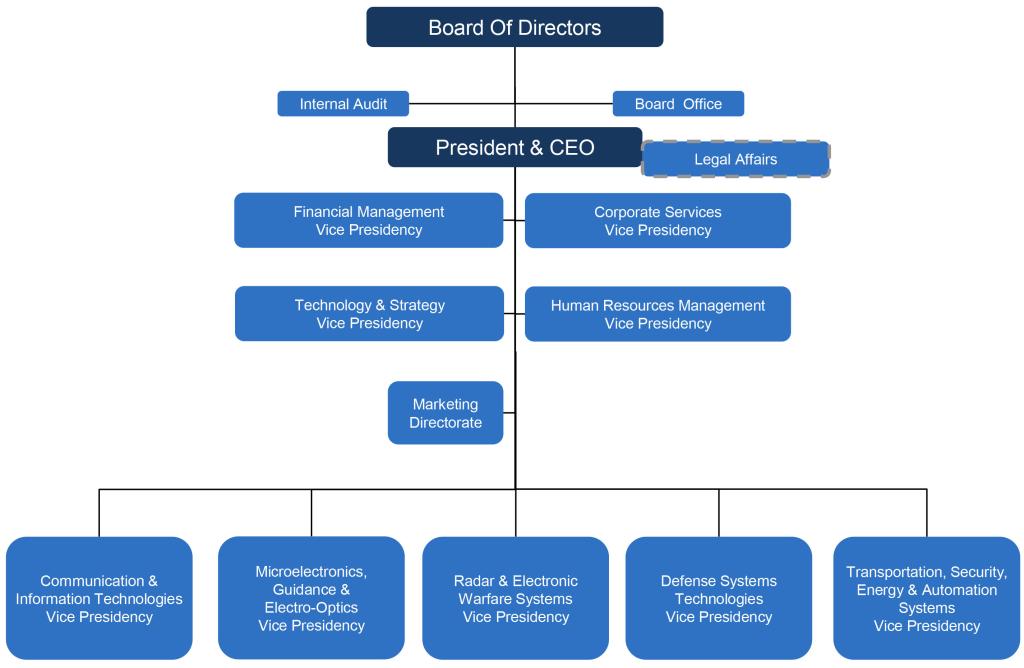 Board Of Directors
Internal Audit
Board Office
President & CEO
Legal Affairs
Financial Management
Vice Presidency
Corporate Services
Vice Presidency
Technology & Strategy
Vice Presidency
Human Resources Management
Vice Presidency
Marketing
Directorate
Communication &
Information Technologies
Vice Presidency
Microelectronics,
Guidance &
Electro-Optics
Vice Presidency
Radar & Electronic
Warfare Systems
Vice Presidency
Defense Systems
Technologies
Vice Presidency
Transportation, Security,
Energy & Automation
Systems
Vice Presidency